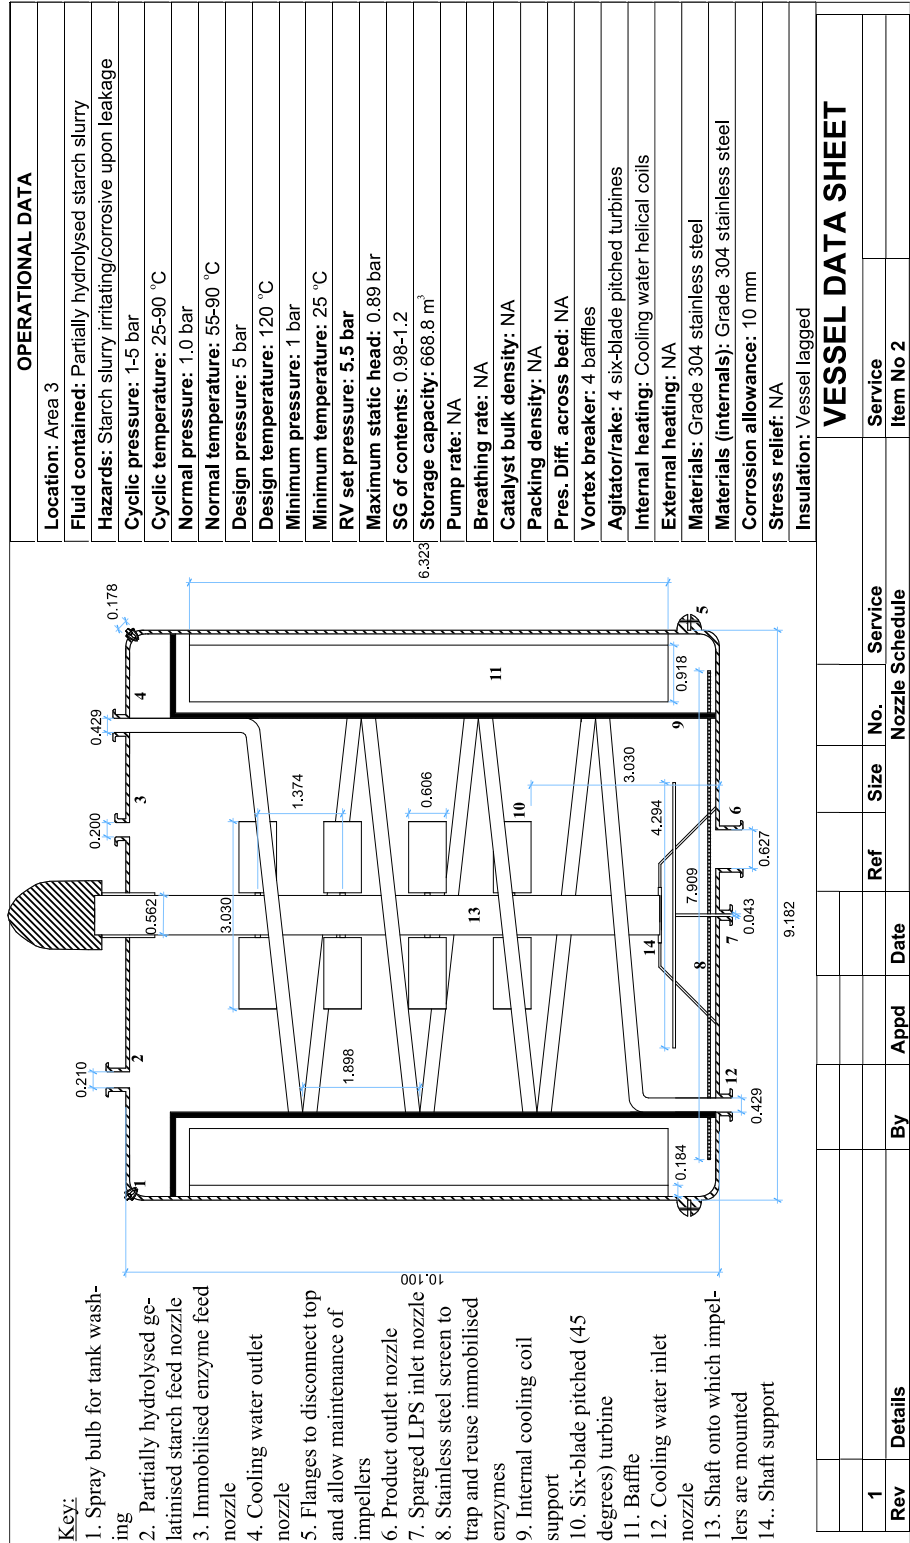 Key:
1. Spray bulb for tank wash-
ing
2. Partially hydrolysed ge-
latinised starch feed nozzle
3. Immobilised enzyme feed
nozzle
4. Cooling water outlet
nozzle
5. Flanges to disconnect top
and allow maintenance of
impellers
6. Product outlet nozzle
7. Sparged LPS inlet nozzle
8. Stainless steel screen to
trap and reuse immobilised
enzymes
9. Internal cooling coil
support
10. Six-blade pitched (45
degrees) turbine
11. Baffle
12. Cooling water inlet
nozzle
13. Shaft onto which impel-
lers are mounted
14.. Shaft support
0.210
0.200
0.429
0.178
1
2
3
4
0.562
3.030
1.374
0.606
1.898
10
13
11
9
3.030
4.294
14
7.909
8
0.918
0.184
5
12
7
6
0.429
0.043
0.627
9.182
10.100
6.323
OPERATIONAL DATA
Location: Area 3
Fluid contained: Partially hydrolysed starch slurry
Hazards: Starch slurry irritating/corrosive upon leakage
Cyclic pressure: 1-5 bar
Cyclic temperature: 25-90 °C
Normal pressure: 1.0 bar
Normal temperature: 55-90 °C
Design pressure: 5 bar
Design temperature: 120 °C
Minimum pressure: 1 bar
Minimum temperature: 25 °C
RV set pressure: 5.5 bar
Maximum static head: 0.89 bar
SG of contents: 0.98-1.2
Storage capacity: 668.8 m³
Pump rate: NA
Breathing rate: NA
Catalyst bulk density: NA
Packing density: NA
Pres. Diff. across bed: NA
Vortex breaker: 4 bafffles
Agitator/rake: 4 six-blade pitched turbines
Internal heating: Cooling water helical coils
External heating: NA
Materials: Grade 304 stainless steel
Materials (internals): Grade 304 stainless steel
Corrosion allowance: 10 mm
Stress relief: NA
Insulation: Vessel lagged
VESSEL DATA SHEET
1
Ref Size No. Service Service
Rev Details By Appd Date Nozzle Schedule Item No 2